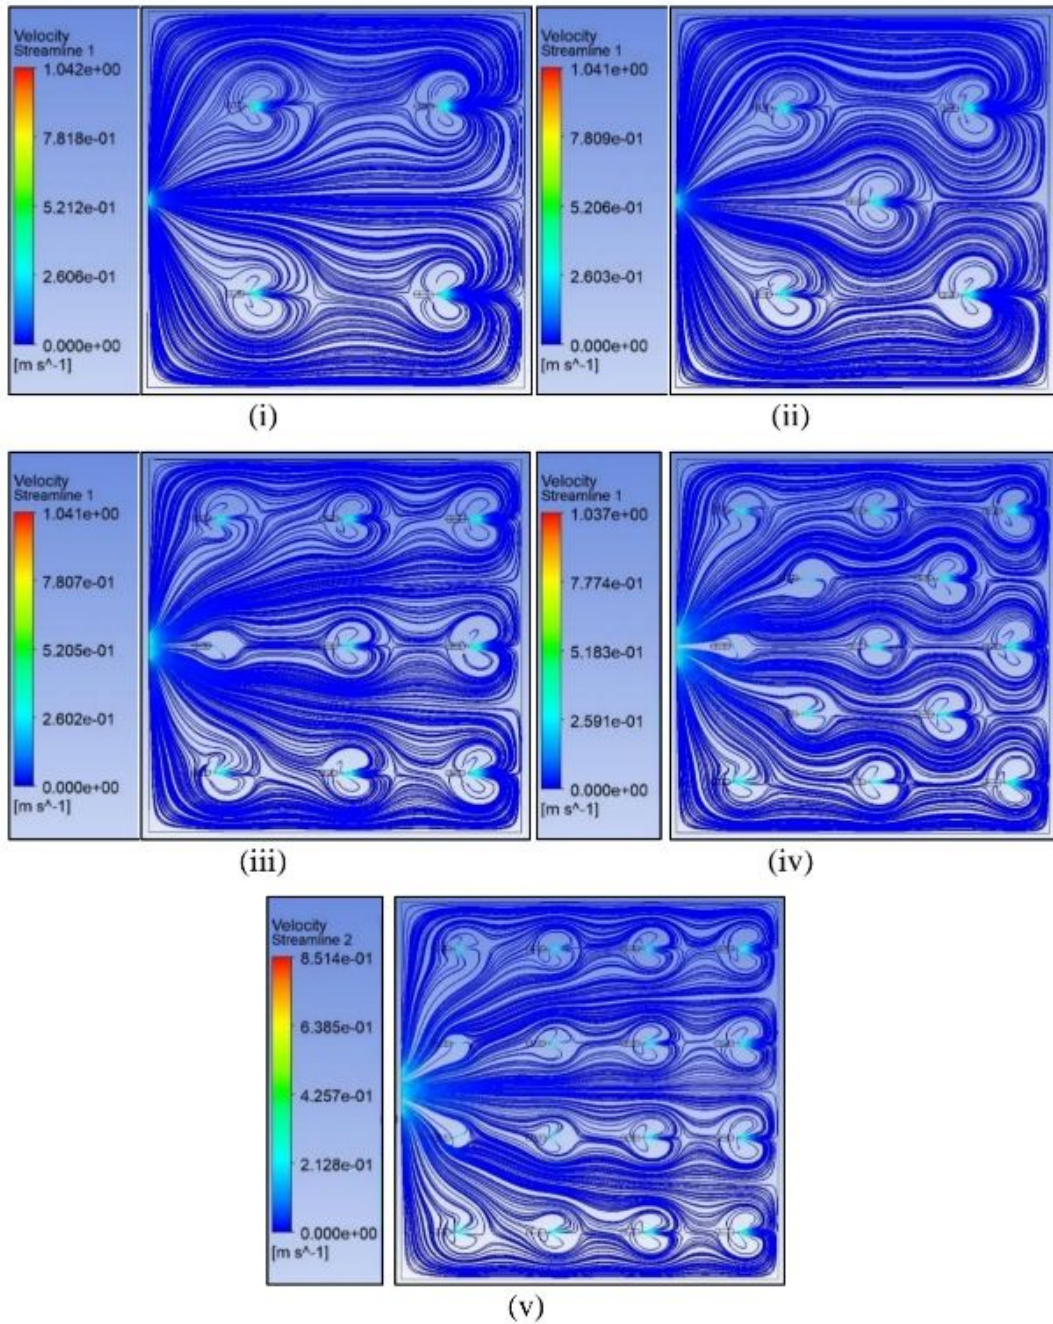 Velocity
Streamline 1
1.042e+00
7.818e-01
5.212e-01
2.606e-01
0.000e+00
[m s^-1]
(i)
Velocity
Streamline 1
1.041e+00
7.809e-01
5.206e-01
2.603e-01
0.000e+00
[m s^-1]
(ii)
Velocity
Streamline 1
1.041e+00
7.807e-01
5.205e-01
2.602e-01
0.000e+00
[m s^-1]
(iii)
Velocity
Streamline 1
1.037e+00
7.774e-01
5.183e-01
2.591e-01
0.000e+00
[m s^-1]
(iv)
Velocity
Streamline 2
8.514e-01
6.385e-01
4.257e-01
2.128e-01
0.000e+00
[m s^-1]
(v)